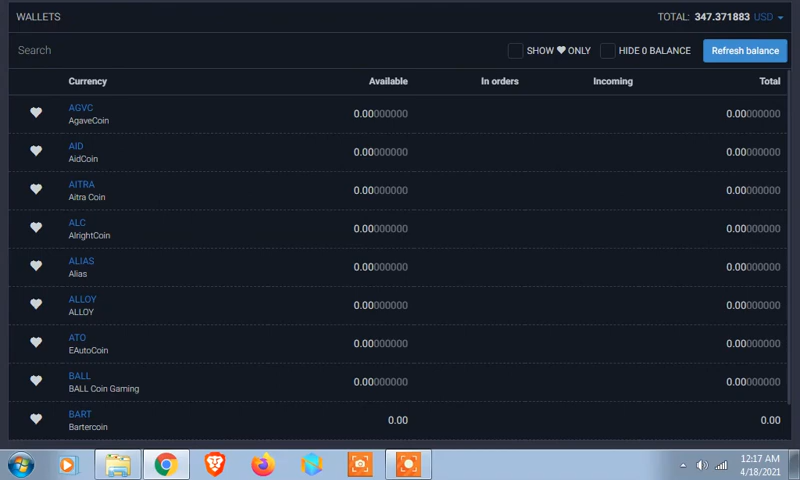 WALLETS TOTAL: 347.371883 USD
Search SHOW ONLY HIDE 0 BALANCE Refresh balance
Currency Available In orders Incoming Total
AGVC
AgaveCoin 0.00000000 0.00000000
AID
AidCoin 0.00000000 0.00000000
AITRA
Aitra Coin 0.00000000 0.00000000
ALC
AlrightCoin 0.00000000 0.00000000
ALIAS
Alias 0.00000000 0.00000000
ALLOY
ALLOY 0.00000000 0.00000000
ATO
EAutoCoin 0.00000000 0.00000000
BALL
BALL Coin Gaming 0.00000000 0.00000000
BART
Bartercoin 0.00 0.00
12:17 AM
4/18/2021